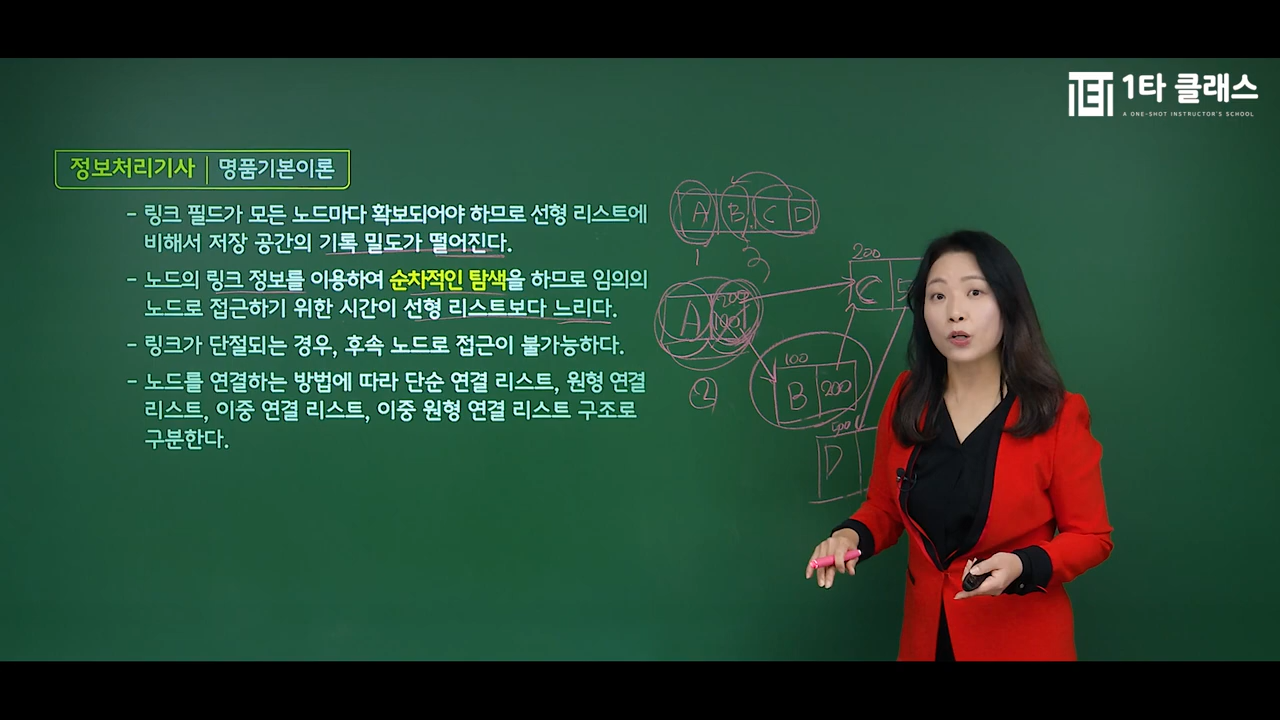 1타 클래스
A ONE-SHOT INSTRUCTOR'S SCHOOL
정보처리기사 | 명품기본이론
- 링크 필드가 모든 노드마다 확보되어야 하므로 선형 리스트에
비해서 저장 공간의 기록 밀도가 떨어진다.
- 노드의 링크 정보를 이용하여 순차적인 탐색을 하므로 임의의
노드로 접근하기 위한 시간이 선형 리스트보다 느리다.
- 링크가 단절되는 경우, 후속 노드로 접근이 불가능하다.
- 노드를 연결하는 방법에 따라 단순 연결 리스트, 원형 연결
리스트, 이중 연결 리스트, 이중 원형 연결 리스트 구조로
구분한다.
A B C D
1 2
200
C
A 200
100
100
B 200
2
500
D